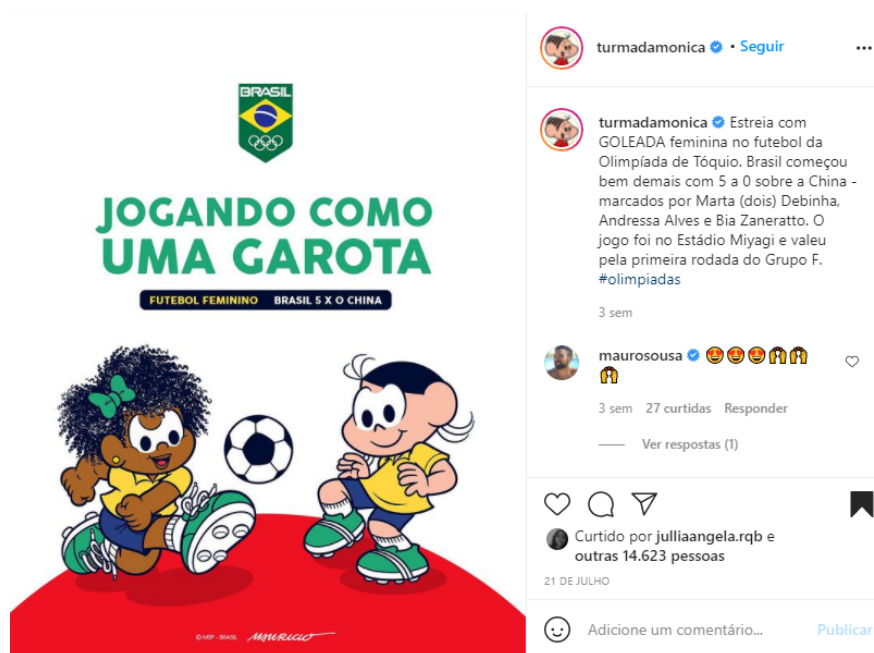 BRASIL
JOGANDO COMO
UMA GAROTA
FUTEBOL FEMININO BRASIL 5 X 0 CHINA
© MSP - BRASIL MAURICIO
turmadamonica • Seguir
turmadamonica Estreia com
GOLEADA feminina no futebol da
Olimpíada de Tóquio. Brasil começou
bem demais com 5 a 0 sobre a China -
marcados por Marta (dois) Debinha,
Andressa Alves e Bia Zaneratto. O
jogo foi no Estádio Miyagi e valeu
pela primeira rodada do Grupo F.
#olimpiadas
3 sem
maurosousa 😍😍😍🙌🙌
🙌
3 sem 27 curtidas Responder
Ver respostas (1)
Curtido por julliaangela.rqb e
outras 14.623 pessoas
21 DE JULHO
Adicione um comentário... Publicar